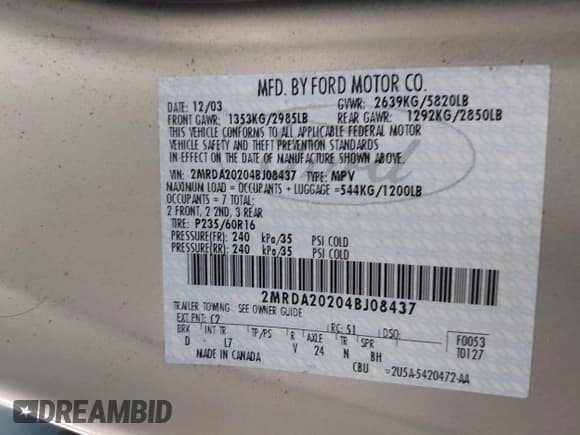 MFD. BY FORD MOTOR CO.
DATE: 12/03 GVWR: 2639KG/5820LB
FRONT GAWR: 1353KG/2985LB REAR GAWR: 1292KG/2850LB
THIS VEHICLE CONFORMS TO ALL APPLICABLE FEDERAL MOTOR
VEHICLE SAFETY AND THEFT PREVENTION STANDARDS
IN EFFECT ON THE DATE OF MANUFACTURE SHOWN ABOVE.
VIN: 2MRDA20204BJ08437 TYPE: MPV
MAXIMUM LOAD = OCCUPANTS + LUGGAGE = 544KG/1200LB
OCCUPANTS = 7 TOTAL;
2 FRONT, 2 2ND, 3 REAR
TIRE: P235/60R16
PRESSURE(FR): 240 kPa/35 PSI COLD
PRESSURE(RR): 240 kPa/35 PSI COLD
2MRDA20204BJ08437
TRAILER TOWING - SEE OWNER GUIDE
EXT PNT: C2 RC: 51 DSO:
BRK INT TR TP/PS R AXLE TR SPR F0053
D L7 V 24 N BH T0127
MADE IN CANADA CBU 2U5A-5420472-AA
DREAMBID